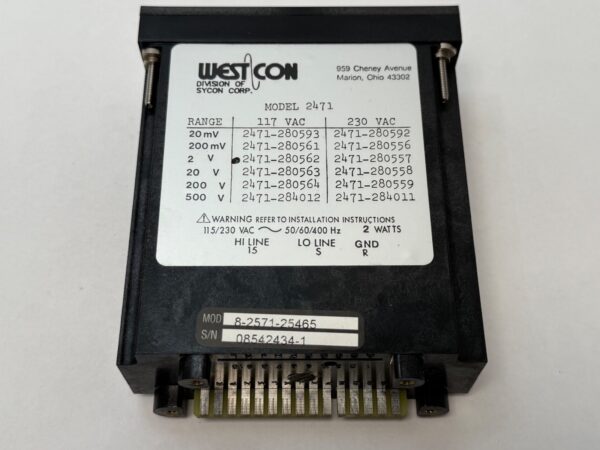 WESTCON
DIVISION OF
SYCON CORP.
959 Cheney Avenue
Marion, Ohio 43302
MODEL 2471
RANGE 117 VAC 230 VAC
20 mV 2471-280593 2471-280592
200 mV 2471-280561 2471-280556
2 V 2471-280562 2471-280557
20 V 2471-280563 2471-280558
200 V 2471-280564 2471-280559
500 V 2471-284012 2471-284011
WARNING REFER TO INSTALLATION INSTRUCTIONS
115/230 VAC 50/60/400 Hz 2 WATTS
HI LINE LO LINE GND
15 S R
MOD 8-2571-25465
S/N 08542434-1